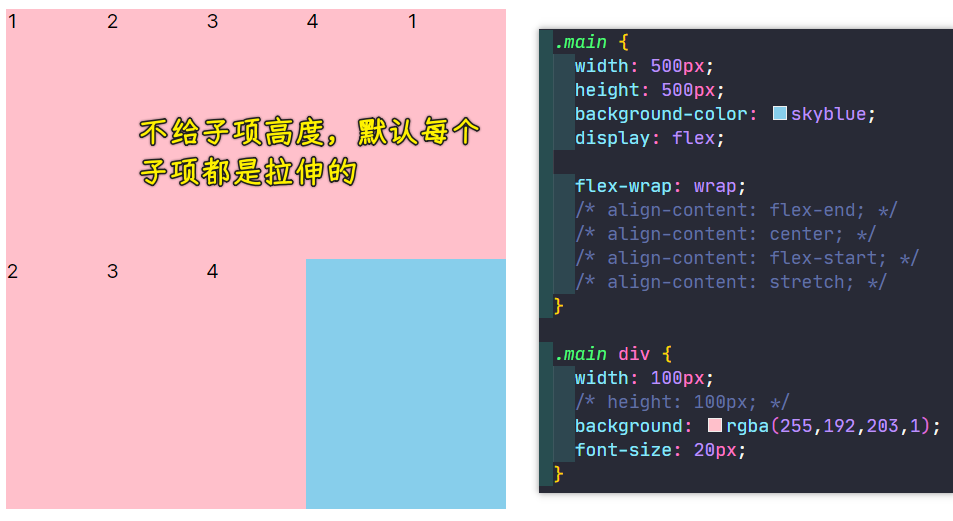 1 2 3 4 1
不给子项高度，默认每个
子项都是拉伸的
2 3 4
.main {
width: 500px;
height: 500px;
background-color: skyblue;
display: flex;
flex-wrap: wrap;
/* align-content: flex-end; */
/* align-content: center; */
/* align-content: flex-start; */
/* align-content: stretch; */
}
.main div {
width: 100px;
/* height: 100px; */
background: rgba(255,192,203,1);
font-size: 20px;
}